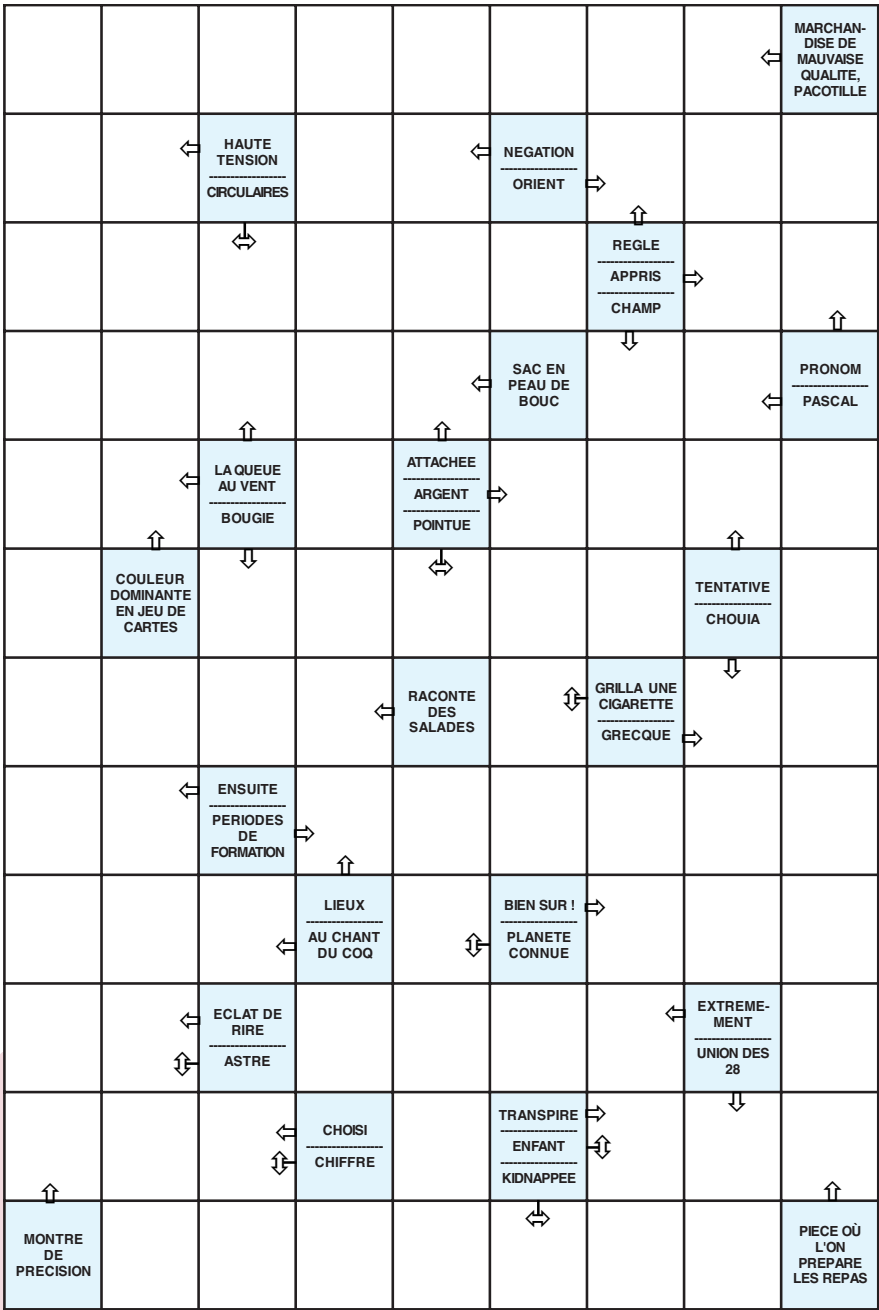 MARCHAN-
DISE DE
MAUVAISE
QUALITE,
PACOTILLE
HAUTE
TENSION
CIRCULAIRES
NEGATION
ORIENT
REGLE
APPRIS
CHAMP
SAC EN
PEAU DE
BOUC
PRONOM
PASCAL
LA QUEUE
AU VENT
BOUGIE
ATTACHEE
ARGENT
POINTUE
COULEUR
DOMINANTE
EN JEU DE
CARTES
TENTATIVE
CHOUIA
RACONTE
DES
SALADES
GRILLA UNE
CIGARETTE
GRECQUE
ENSUITE
PERIODES
DE
FORMATION
LIEUX
AU CHANT
DU COQ
BIEN SUR !
PLANETE
CONNUE
ECLAT DE
RIRE
ASTRE
EXTREME-
MENT
UNION DES
28
CHOISI
CHIFFRE
TRANSPIRE
ENFANT
KIDNAPPEE
MONTRE
DE
PRECISION
PIECE OÙ
L'ON
PREPARE
LES REPAS